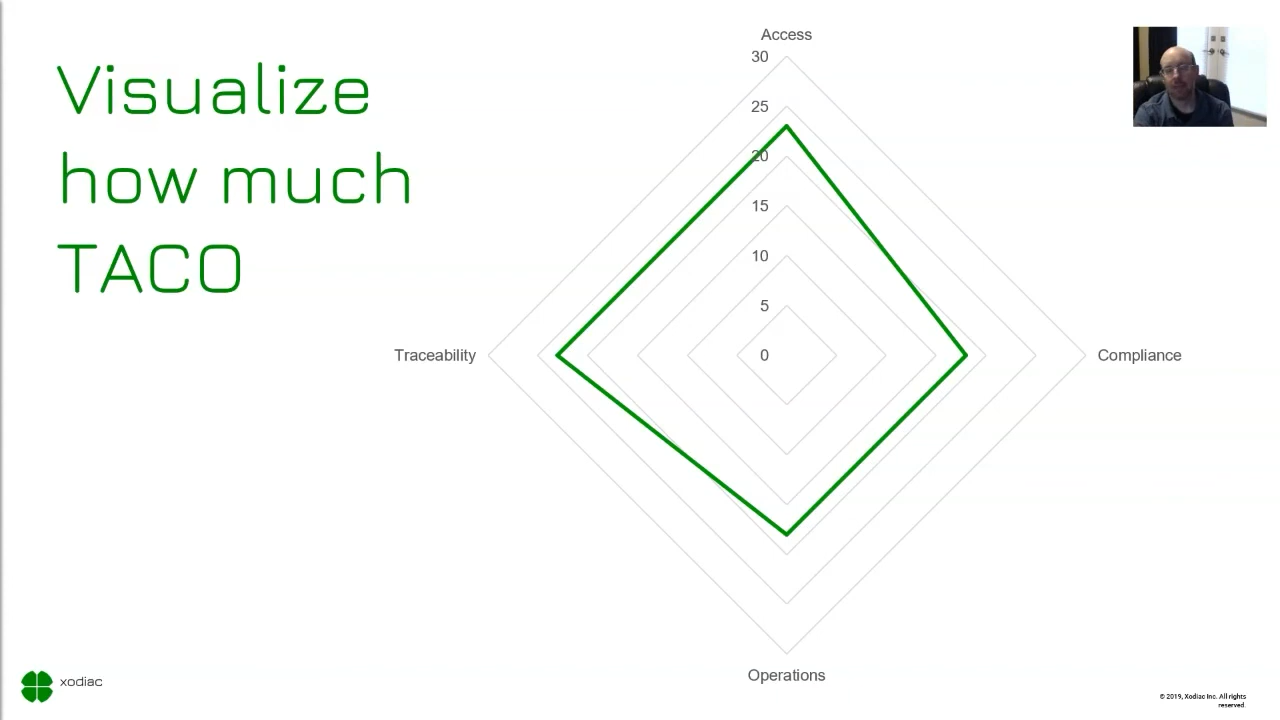 Visualize
how much
TACO
Access
30
25
20
15
10
5
0
Traceability
Compliance
Operations
xodiac
© 2019, Xodiac Inc. All rights
reserved.